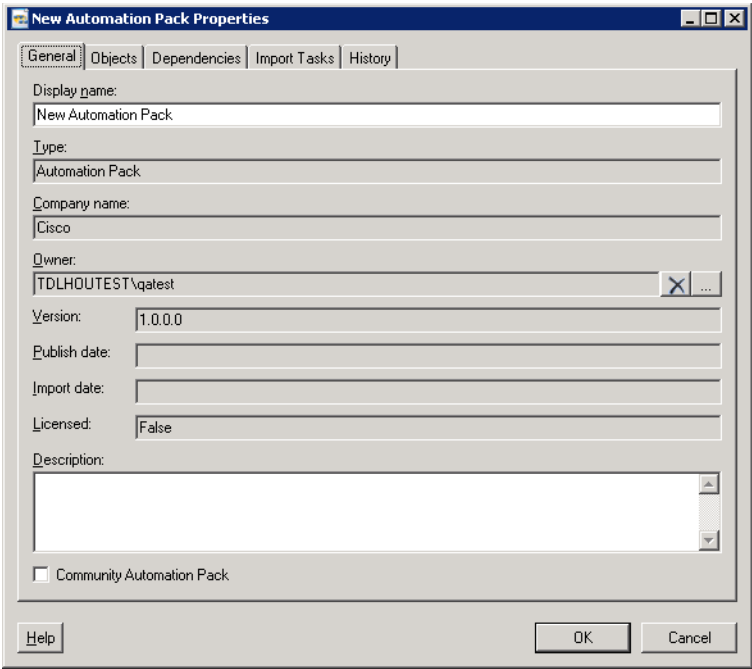 New Automation Pack Properties
General Objects Dependencies Import Tasks History
Display name:
New Automation Pack
Type:
Automation Pack
Company name:
Cisco
Owner:
TDLHOUTEST\qatest
...
Version: 1.0.0.0
Publish date:
Import date:
Licensed: False
Description:
Community Automation Pack
Help OK Cancel